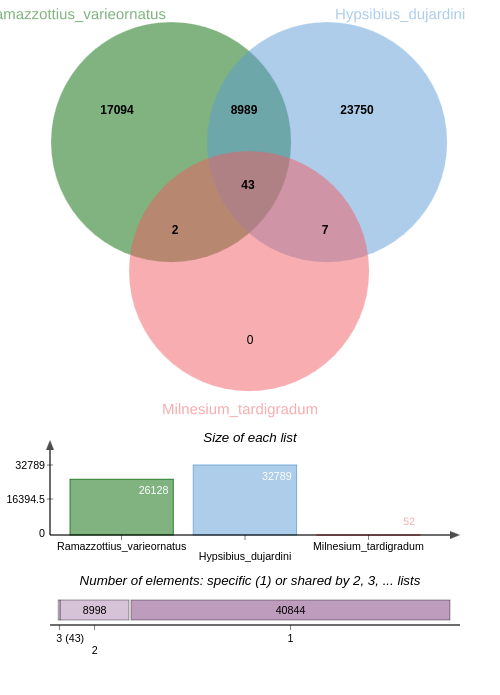 amazzottius_varieornatus Hypsibius_dujardini
17094 8989 23750
43
2 7
0
Milnesium_tardigradum
Size of each list
32789
16394.5
0
26128 32789 52
Ramazzottius_varieornatus Hypsibius_dujardini Milnesium_tardigradum
Number of elements: specific (1) or shared by 2, 3, ... lists
8998 40844
3 (43) 2 1